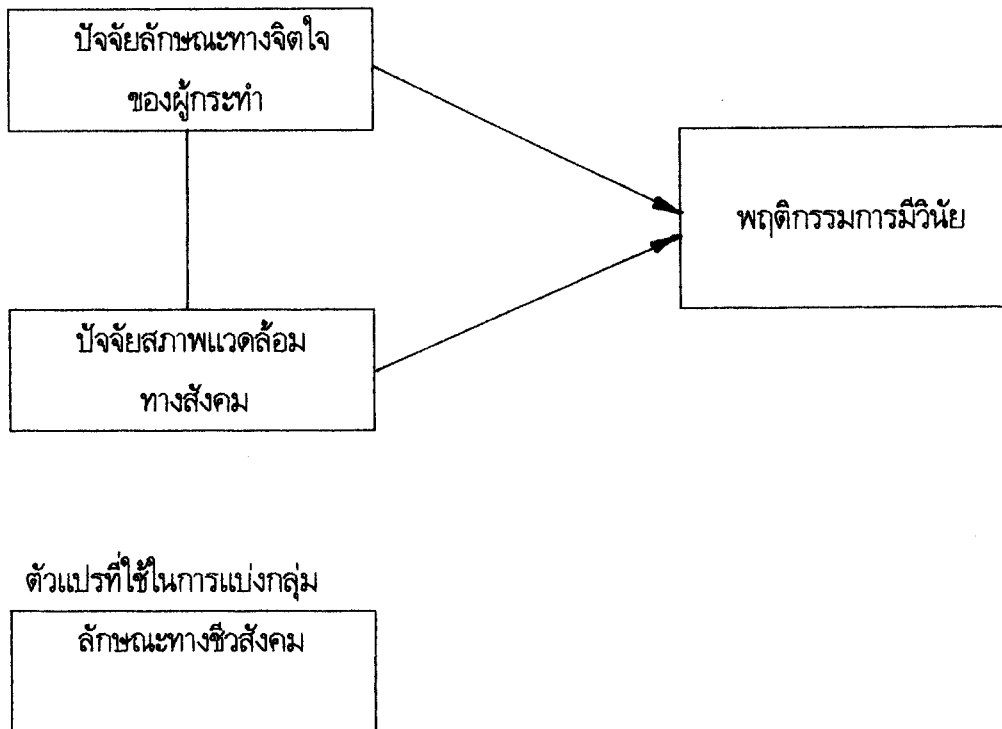 ปัจจัยลักษณะทางจิตใจ
ของผู้กระทำ
พฤติกรรมการมีวินัย
ปัจจัยสภาพแวดล้อม
ทางสังคม
ตัวแปรที่ใช้ในการแบ่งกลุ่ม
ลักษณะทางชีวสังคม